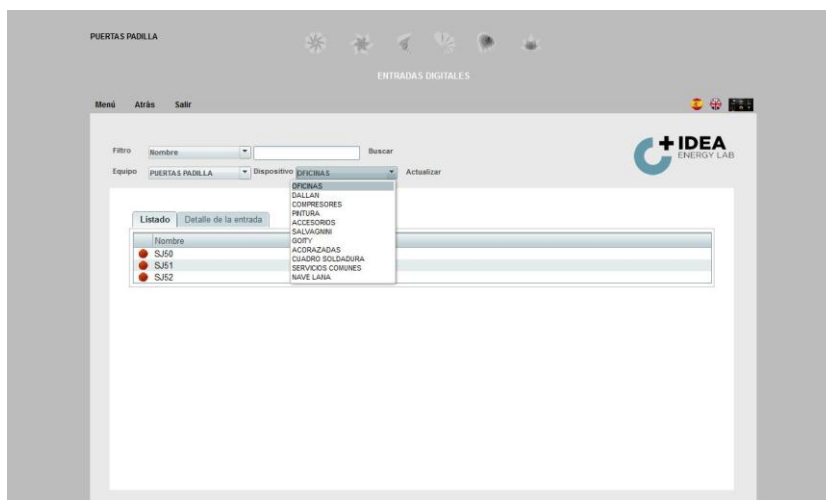 PUERTAS PADILLA
ENTRADAS DIGITALES
Menú Atrás Salir
Filtro Nombre Buscar
+IDEA
ENERGY LAB
Equipo PUERTAS PADILLA Dispositivo OFICINAS Actualizar
OFICINAS
DALLAN
COMPRESORES
PINTURA
ACCESORIOS
SALVAGNINI
GOITY
ACORAZADAS
CUADRO SOLDADURA
SERVICIOS COMUNES
NAVE LANA
Listado Detalle de la entrada
Nombre
SJ50
SJ51
SJ52